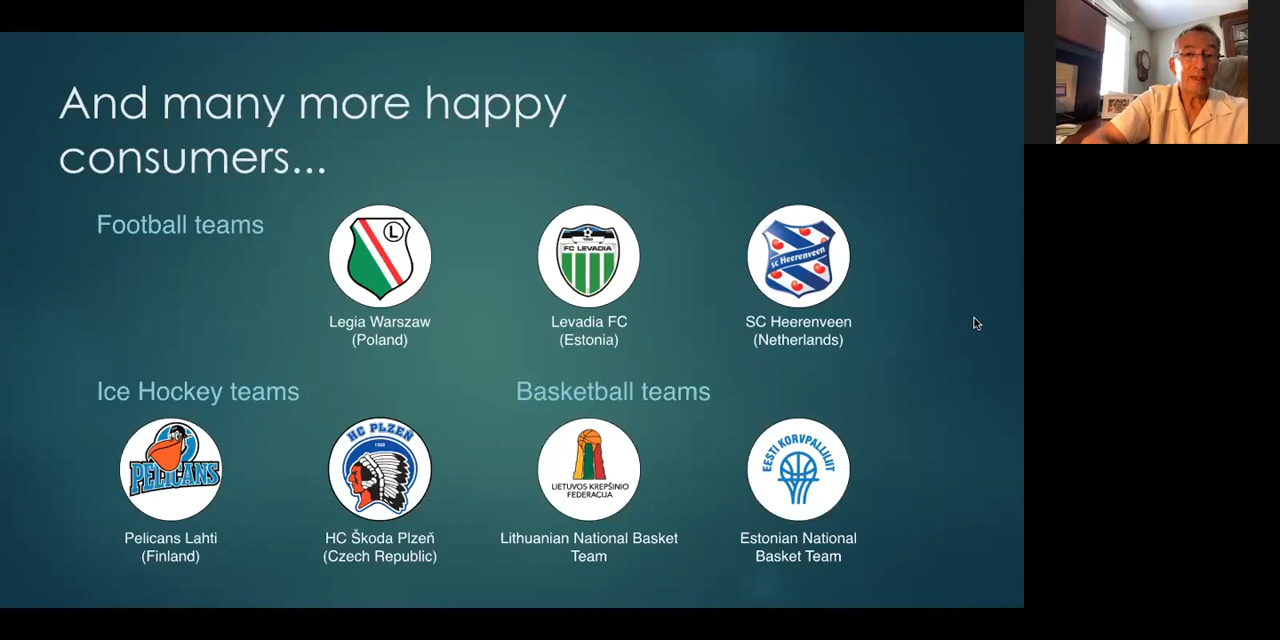 And many more happy
consumers...
Football teams
L
FC LEVADIA
sc Heerenveen
Legia Warszaw
(Poland)
Levadia FC
(Estonia)
SC Heerenveen
(Netherlands)
Ice Hockey teams
Basketball teams
PELICANS
HC PLZEŇ
1929
LIETUVOS KREPŠINIO
FEDERACIJA
EESTI KORVPALLILIIT
Pelicans Lahti
(Finland)
HC Škoda Plzeň
(Czech Republic)
Lithuanian National Basket
Team
Estonian National
Basket Team